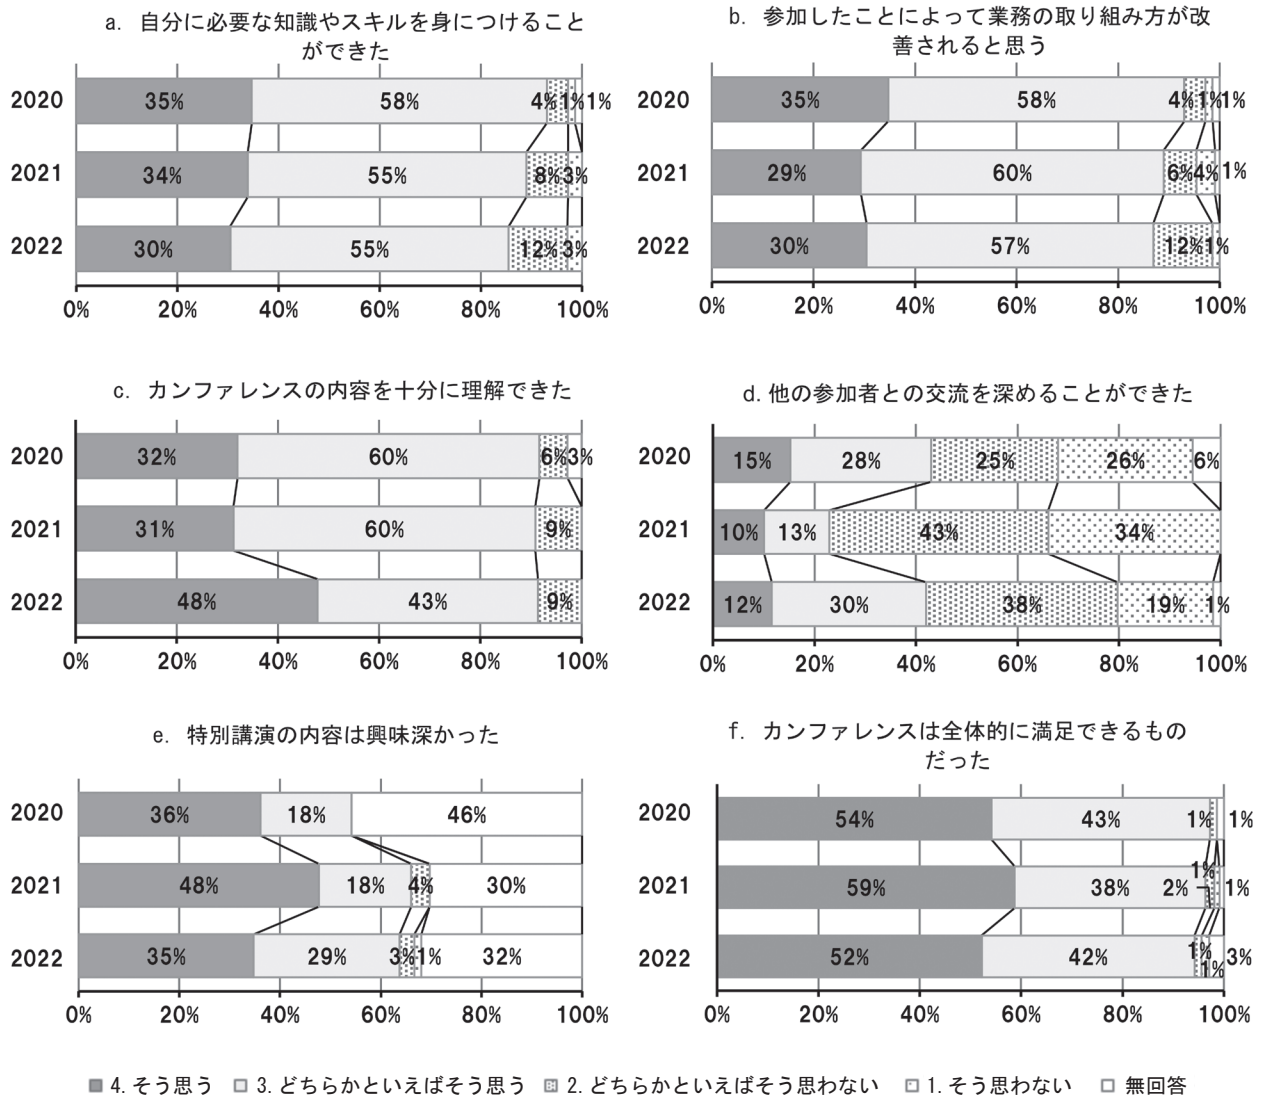 a. 自分に必要な知識やスキルを身につけること
ができた
2020 35% 58% 4% 1% 1%
2021 34% 55% 8% 3%
2022 30% 55% 12% 3%
0% 20% 40% 60% 80% 100%
b. 参加したことによって業務の取り組み方が改
善されると思う
2020 35% 58% 4% 1% 1%
2021 29% 60% 6% 4% 1%
2022 30% 57% 12% 1%
0% 20% 40% 60% 80% 100%
c. カンファレンスの内容を十分に理解できた
2020 32% 60% 6% 3%
2021 31% 60% 9%
2022 48% 43% 9%
0% 20% 40% 60% 80% 100%
d. 他の参加者との交流を深めることができた
2020 15% 28% 25% 26% 6%
2021 10% 13% 43% 34%
2022 12% 30% 38% 19% 1%
0% 20% 40% 60% 80% 100%
e. 特別講演の内容は興味深かった
2020 36% 18% 46%
2021 48% 18% 4% 30%
2022 35% 29% 3% 1% 32%
0% 20% 40% 60% 80% 100%
f. カンファレンスは全体的に満足できるもの
だった
2020 54% 43% 1% 1%
2021 59% 38% 2% 1% 1%
2022 52% 42% 1% 1% 3%
0% 20% 40% 60% 80% 100%
4. そう思う 3. どちらかといえばそう思う 2. どちらかといえばそう思わない 1. そう思わない 無回答